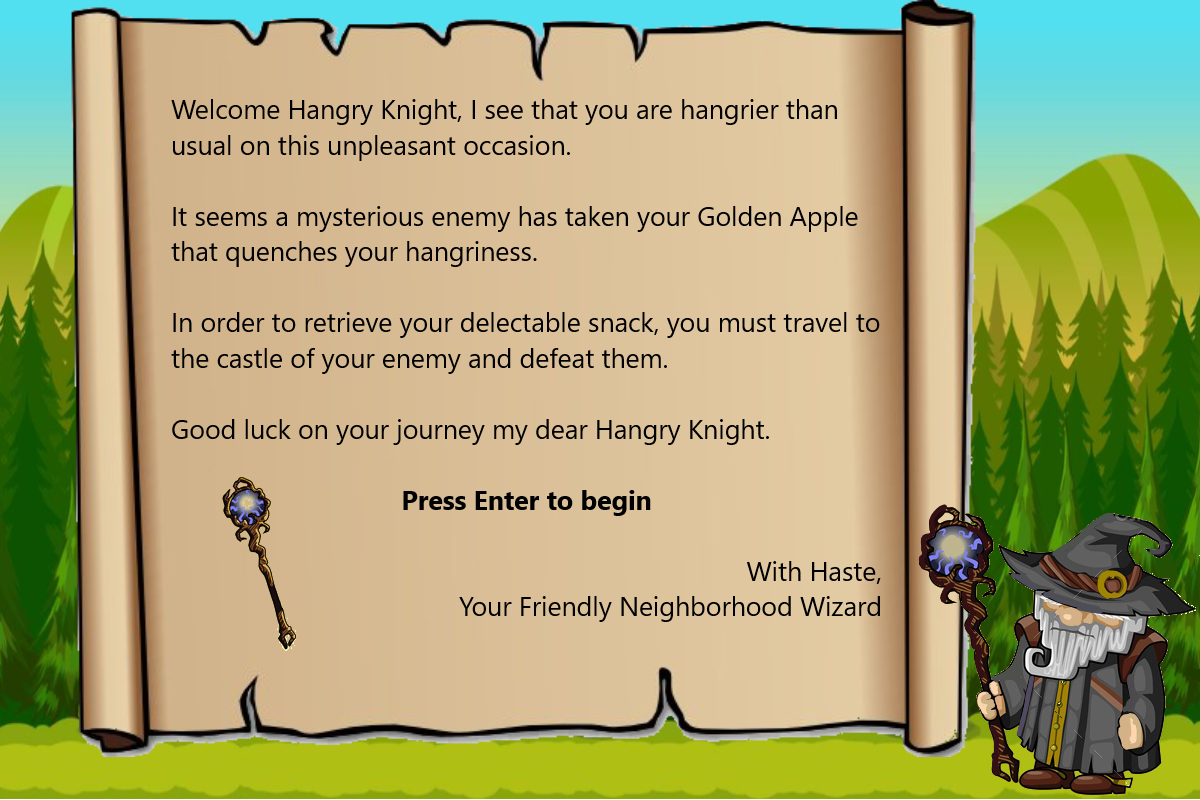 Welcome Hangry Knight, I see that you are hangrier than
usual on this unpleasant occasion.
It seems a mysterious enemy has taken your Golden Apple
that quenches your hangriness.
In order to retrieve your delectable snack, you must travel to
the castle of your enemy and defeat them.
Good luck on your journey my dear Hangry Knight.
Press Enter to begin
With Haste,
Your Friendly Neighborhood Wizard